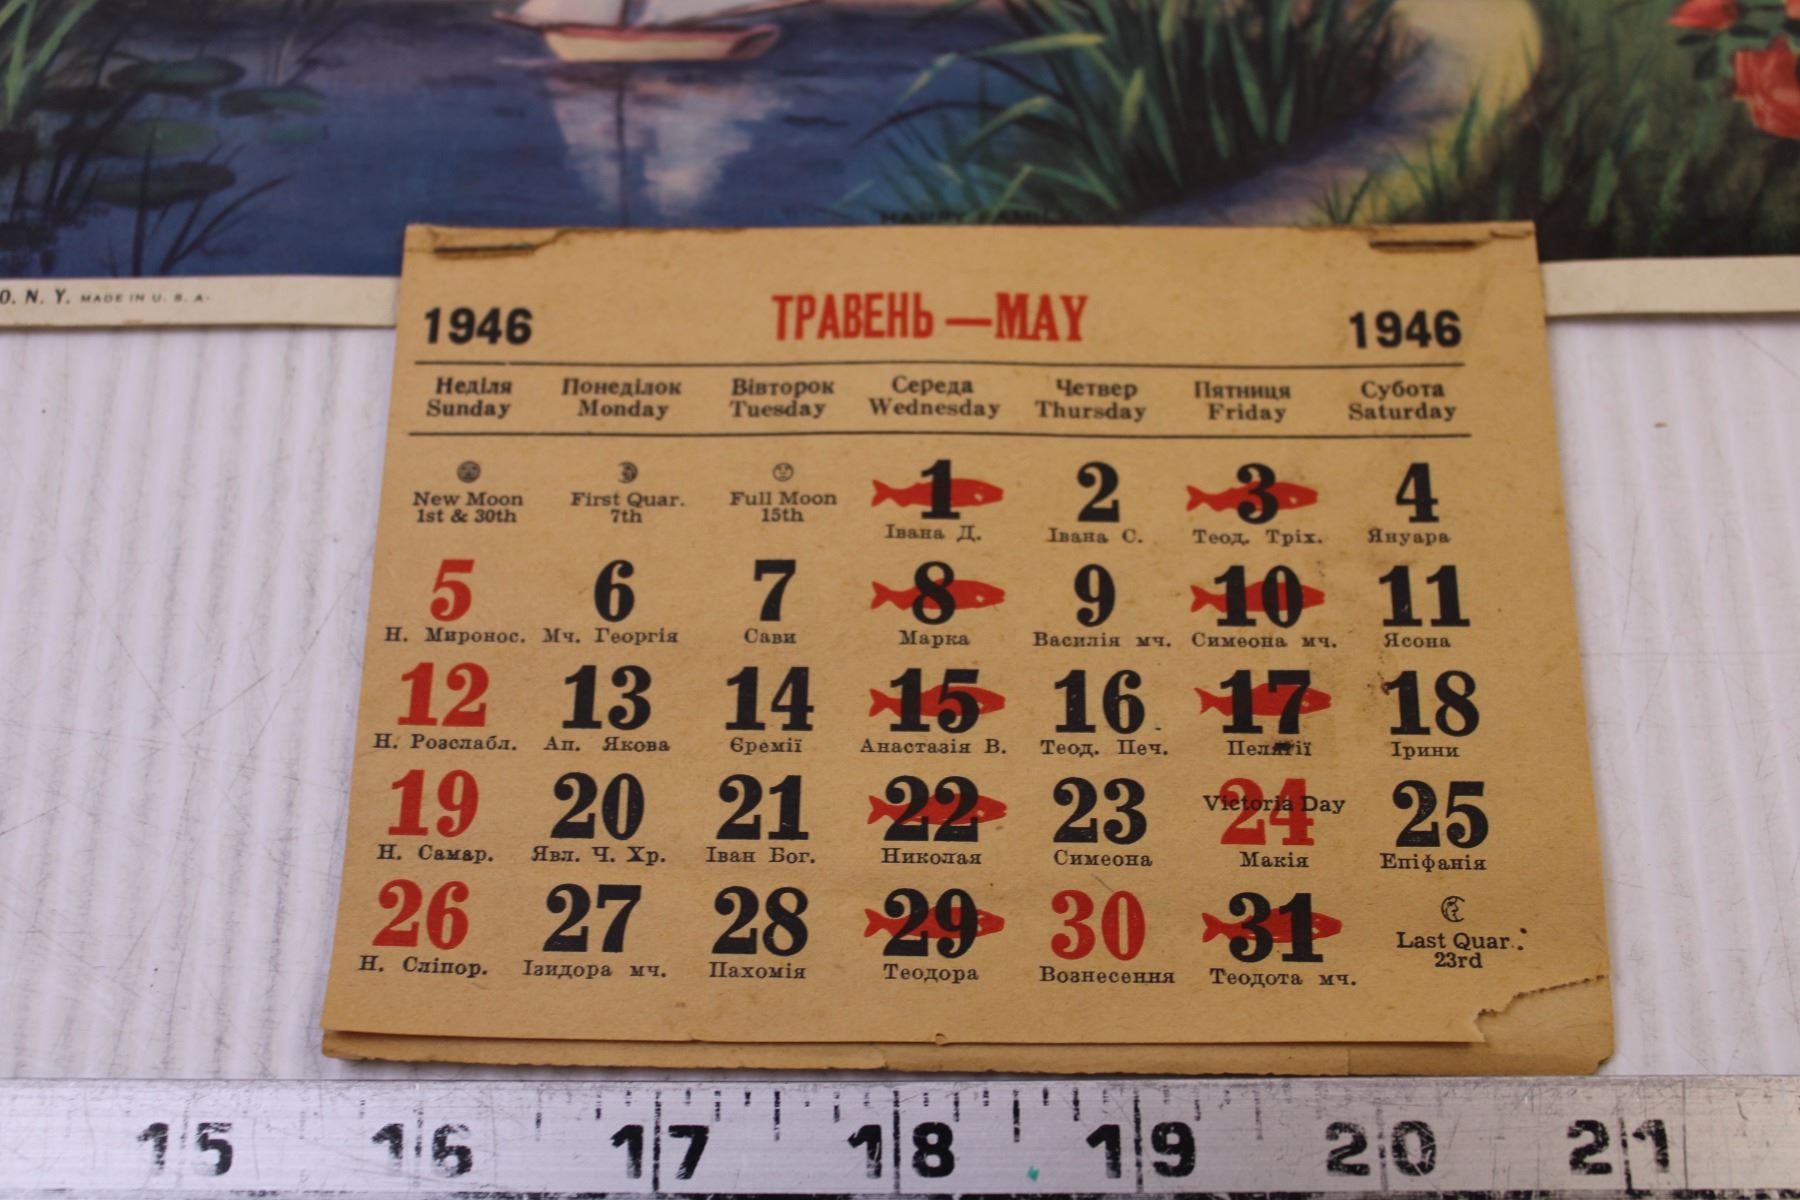 O. N. Y. MADE IN U. S. A.
1946 ТРАВЕНЬ — MAY 1946
Неділя Понеділок Вівторок Середа Четвер Пятниця Субота
Sunday Monday Tuesday Wednesday Thursday Friday Saturday
New Moon First Quar. Full Moon 1 2 3 4
1st & 30th 7th 15th Івана Д. Івана С. Теод. Тріх. Януара
5 6 7 8 9 10 11
Н. Миронос. Мч. Георгія Сави Марка Василія мч. Симеона мч. Ясона
12 13 14 15 16 17 18
Н. Розслабл. Ап. Якова Єремії Анастазія В. Теод. Печ. Пелягії Ірини
19 20 21 22 23 24 Victoria Day 25
Н. Самар. Явл. Ч. Хр. Іван Бог. Николая Симеона Макія Епіфанія
26 27 28 29 30 31 Last Quar.
23rd
Н. Сліпор. Ізидора мч. Пахомія Теодора Вознесення Теодота мч.
15 16 17 18 19 20 21